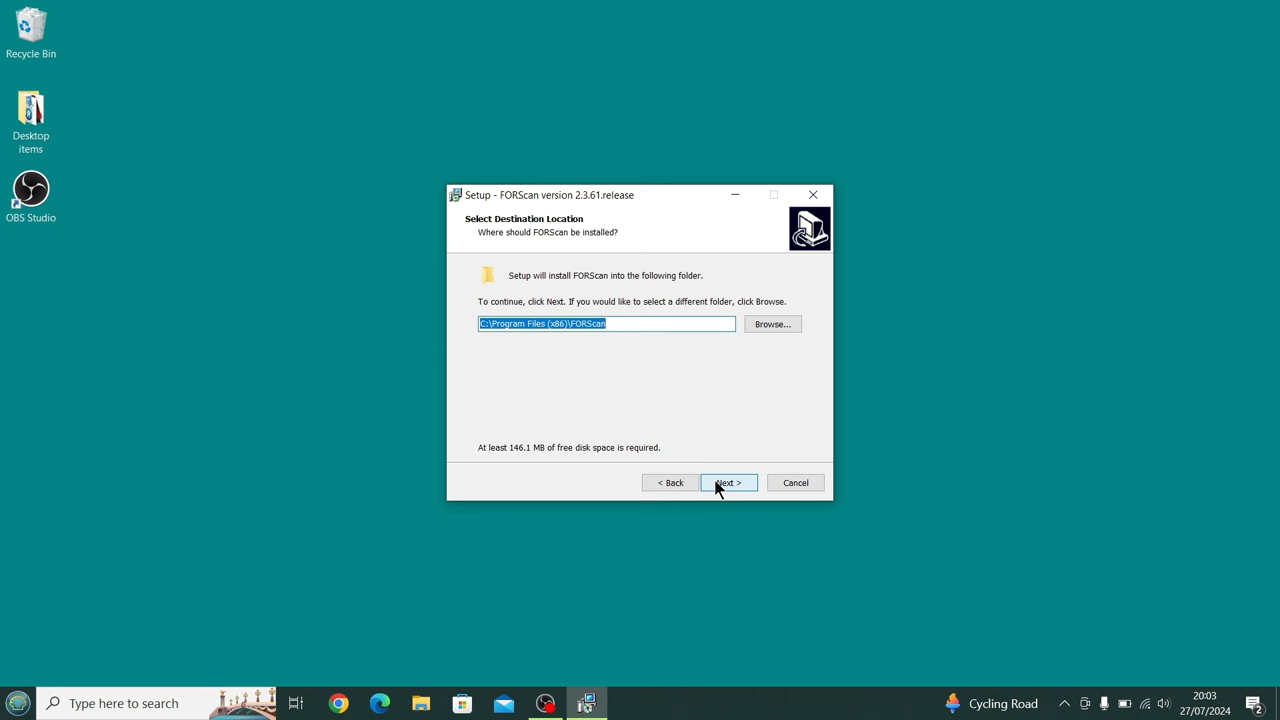 Recycle Bin
Desktop
items
OBS Studio
Setup - FORScan version 2.3.61.release
Select Destination Location
Where should FORScan be installed?
Setup will install FORScan into the following folder.
To continue, click Next. If you would like to select a different folder, click Browse.
C:\Program Files (x86)\FORScan
Browse...
At least 146.1 MB of free disk space is required.
< Back
Next >
Cancel
Type here to search
Cycling Road
20:03
27/07/2024
2